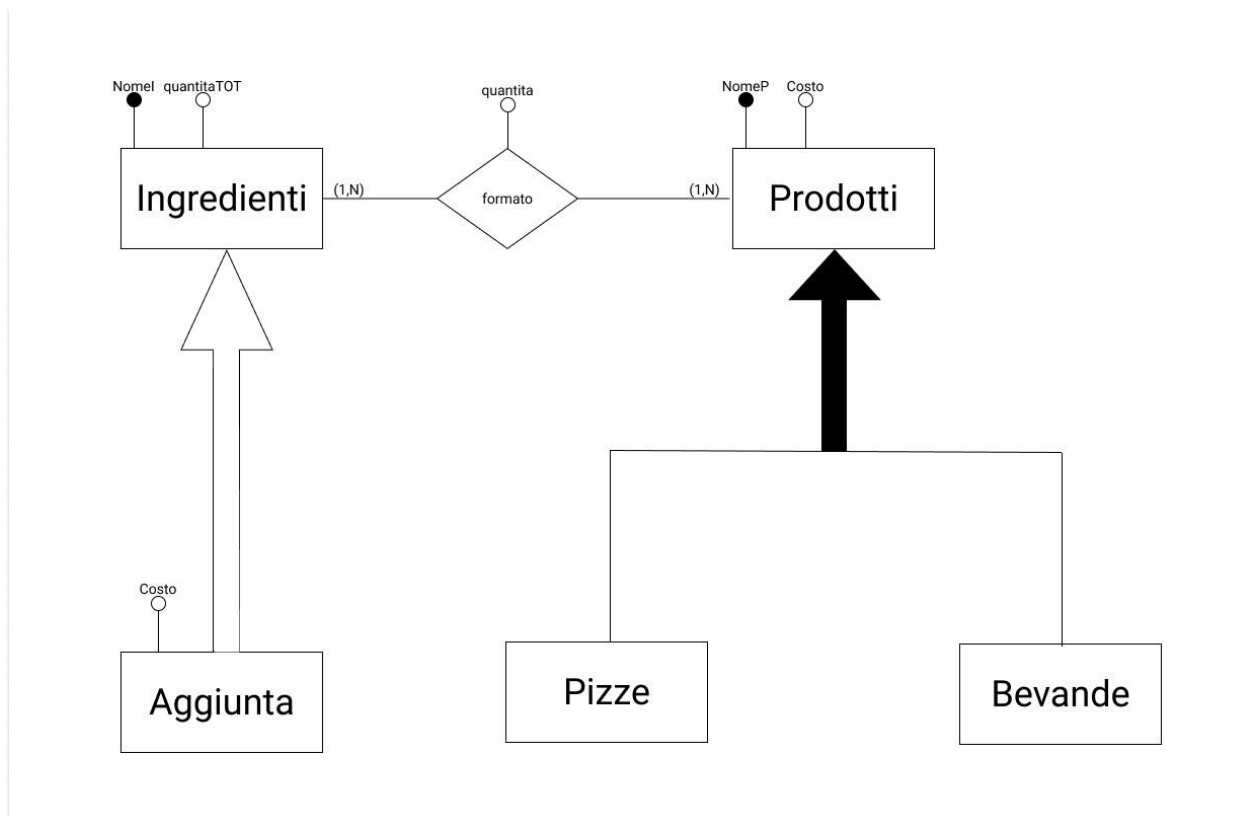 NomeI quantitaTOT
quantita
NomeP Costo
Ingredienti
(1,N)
formato
(1,N)
Prodotti
Costo
Aggiunta
Pizze
Bevande